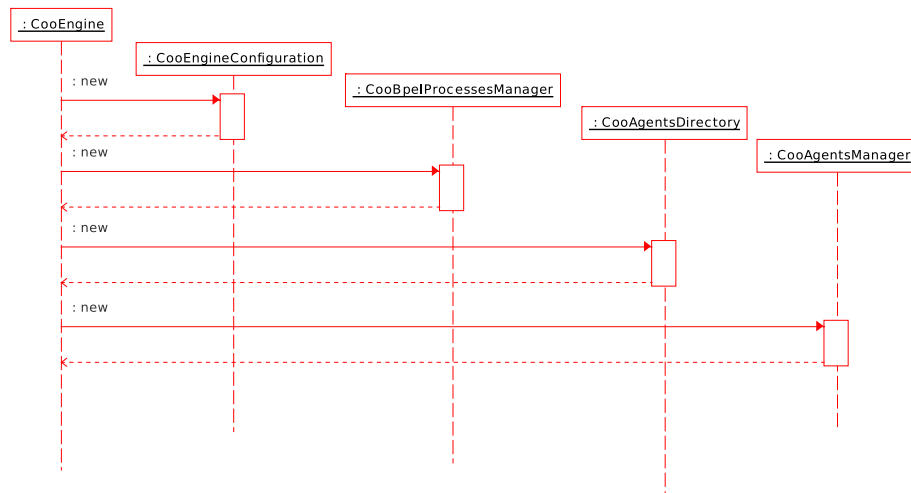 : CooEngine
: CooEngineConfiguration
: new
: CooBpelProcessesManager
: CooAgentsDirectory
: new
: CooAgentsManager
: new
: new